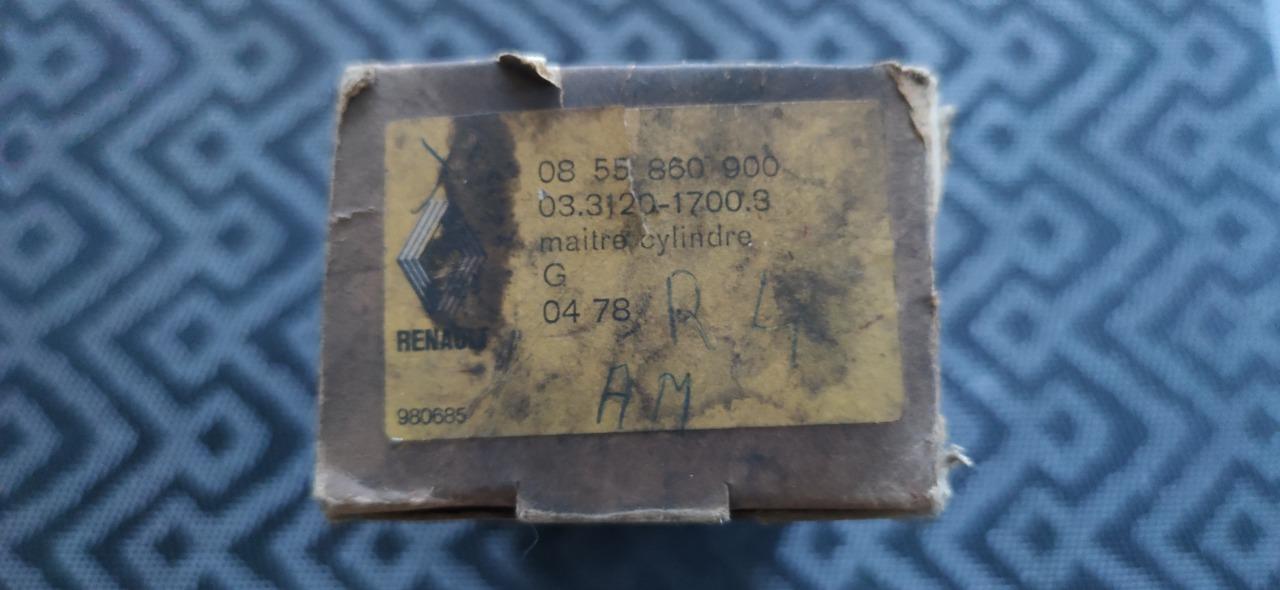 08 55 860 900
03.3120-1700.3
maitre cylindre
G
04 78
R 4
RENAULT
AM
980685